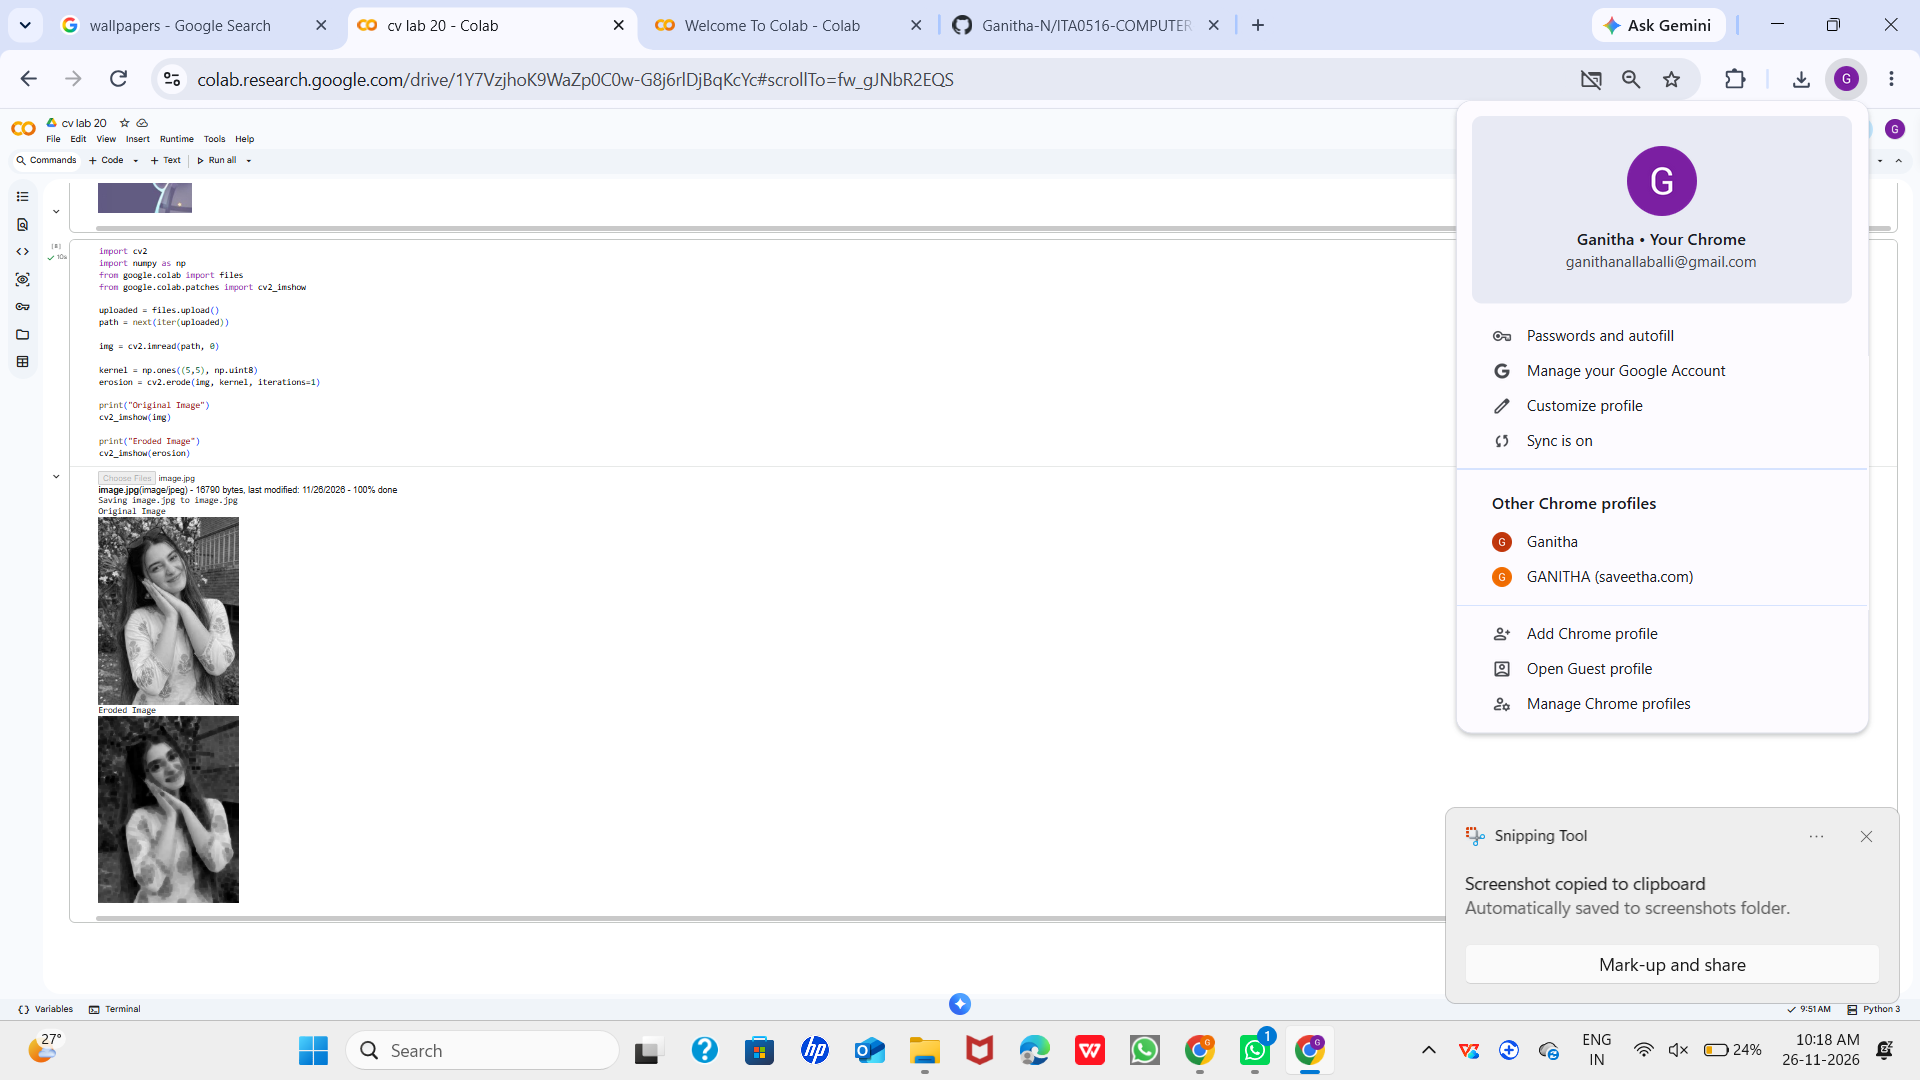 wallpapers - Google Search
cv lab 20 - Colab
Welcome To Colab - Colab
Ganitha-N/ITA0516-COMPUTER
Ask Gemini
colab.research.google.com/drive/1Y7VzjhoK9WaZp0C0w-G8j6rlDjBqKcYc#scrollTo=fw_gJNbR2EQS
G
cv lab 20
File Edit View Insert Runtime Tools Help
G
Commands + Code + Text Run all
[8]
10s
import cv2
import numpy as np
from google.colab import files
from google.colab.patches import cv2_imshow
uploaded = files.upload()
path = next(iter(uploaded))
img = cv2.imread(path, 0)
kernel = np.ones((5,5), np.uint8)
erosion = cv2.erode(img, kernel, iterations=1)
print("Original Image")
cv2_imshow(img)
print("Eroded Image")
cv2_imshow(erosion)
Choose Files image.jpg
image.jpg(image/jpeg) - 16790 bytes, last modified: 11/26/2026 - 100% done
Saving image.jpg to image.jpg
Original Image
Eroded Image
G
Ganitha • Your Chrome
ganithanallaballi@gmail.com
Passwords and autofill
G Manage your Google Account
Customize profile
Sync is on
Other Chrome profiles
G Ganitha
G GANITHA (saveetha.com)
Add Chrome profile
Open Guest profile
Manage Chrome profiles
Snipping Tool
Screenshot copied to clipboard
Automatically saved to screenshots folder.
Mark-up and share
Variables Terminal
9:51 AM Python 3
27°
Search
hp
W
G
1
G
ENG
IN
24%
10:18 AM
26-11-2026